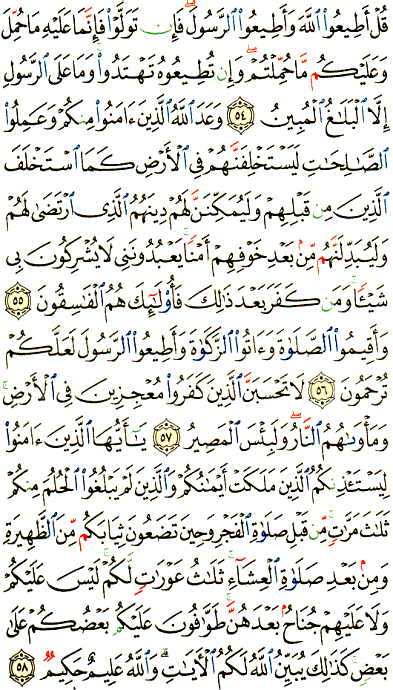 قُلْ أَطِيعُوا۟ ٱللَّهَ وَأَطِيعُوا۟ ٱلرَّسُولَ ۖ فَإِن تَوَلَّوْا۟ فَإِنَّمَا عَلَيْهِ مَا حُمِّلَ
وَعَلَيْكُم مَّا حُمِّلْتُمْ ۖ وَإِن تُطِيعُوهُ تَهْتَدُوا۟ ۚ وَمَا عَلَى ٱلرَّسُولِ
إِلَّا ٱلْبَلَٰغُ ٱلْمُبِينُ ٥٤ وَعَدَ ٱللَّهُ ٱلَّذِينَ ءَامَنُوا۟ مِنكُمْ وَعَمِلُوا۟
ٱلصَّٰلِحَٰتِ لَيَسْتَخْلِفَنَّهُمْ فِى ٱلْأَرْضِ كَمَا ٱسْتَخْلَفَ
ٱلَّذِينَ مِن قَبْلِهِمْ وَلَيُمَكِّنَنَّ لَهُمْ دِينَهُمُ ٱلَّذِى ٱرْتَضَىٰ لَهُمْ
وَلَيُبَدِّلَنَّهُم مِّنۢ بَعْدِ خَوْفِهِمْ أَمْنًا ۚ يَعْبُدُونَنِى لَا يُشْرِكُونَ بِى
شَيْـًٔا ۚ وَمَن كَفَرَ بَعْدَ ذَٰلِكَ فَأُو۟لَٰٓئِكَ هُمُ ٱلْفَٰسِقُونَ ٥٥
وَأَقِيمُوا۟ ٱلصَّلَوٰةَ وَءَاتُوا۟ ٱلزَّكَوٰةَ وَأَطِيعُوا۟ ٱلرَّسُولَ لَعَلَّكُمْ
تُرْحَمُونَ ٥٦ لَا تَحْسَبَنَّ ٱلَّذِينَ كَفَرُوا۟ مُعْجِزِينَ فِى ٱلْأَرْضِ ۚ
وَمَأْوَىٰهُمُ ٱلنَّارُ ۖ وَلَبِئْسَ ٱلْمَصِيرُ ٥٧ يَٰٓأَيُّهَا ٱلَّذِينَ ءَامَنُوا۟
لِيَسْتَـْٔذِنكُمُ ٱلَّذِينَ مَلَكَتْ أَيْمَٰنُكُمْ وَٱلَّذِينَ لَمْ يَبْلُغُوا۟ ٱلْحُلُمَ مِنكُمْ
ثَلَٰثَ مَرَّٰتٍ ۚ مِّن قَبْلِ صَلَوٰةِ ٱلْفَجْرِ وَحِينَ تَضَعُونَ ثِيَابَكُم مِّنَ ٱلظَّهِيرَةِ
وَمِنۢ بَعْدِ صَلَوٰةِ ٱلْعِشَآءِ ۚ ثَلَٰثُ عَوْرَٰتٍ لَّكُمْ ۚ لَيْسَ عَلَيْكُمْ
وَلَا عَلَيْهِمْ جُنَاحٌۢ بَعْدَهُنَّ ۚ طَوَّٰفُونَ عَلَيْكُم بَعْضُكُمْ عَلَىٰ
بَعْضٍ ۚ كَذَٰلِكَ يُبَيِّنُ ٱللَّهُ لَكُمُ ٱلْءَايَٰتِ ۗ وَٱللَّهُ عَلِيمٌ حَكِيمٌ ٥٨